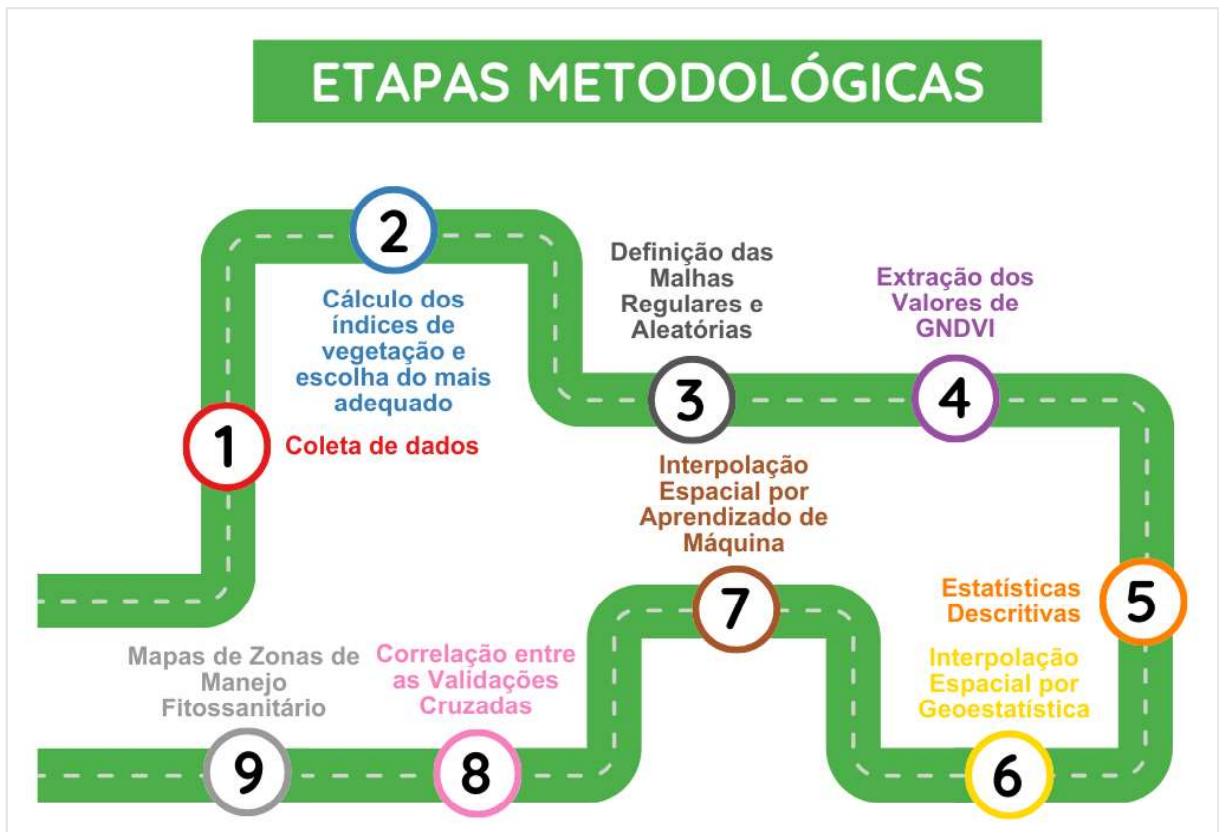 ETAPAS METODOLÓGICAS
1
Coleta de dados
2
Cálculo dos
índices de
vegetação e
escolha do mais
adequado
Definição das
Malhas
Regulares e
Aleatórias
3
Extração dos
Valores de
GNDVI
4
Estatísticas
Descritivas
5
Interpolação
Espacial por
Geoestatística
6
Interpolação
Espacial por
Aprendizado de
Máquina
7
Correlação entre
as Validações
Cruzadas
8
Mapas de Zonas de
Manejo
Fitossanitário
9